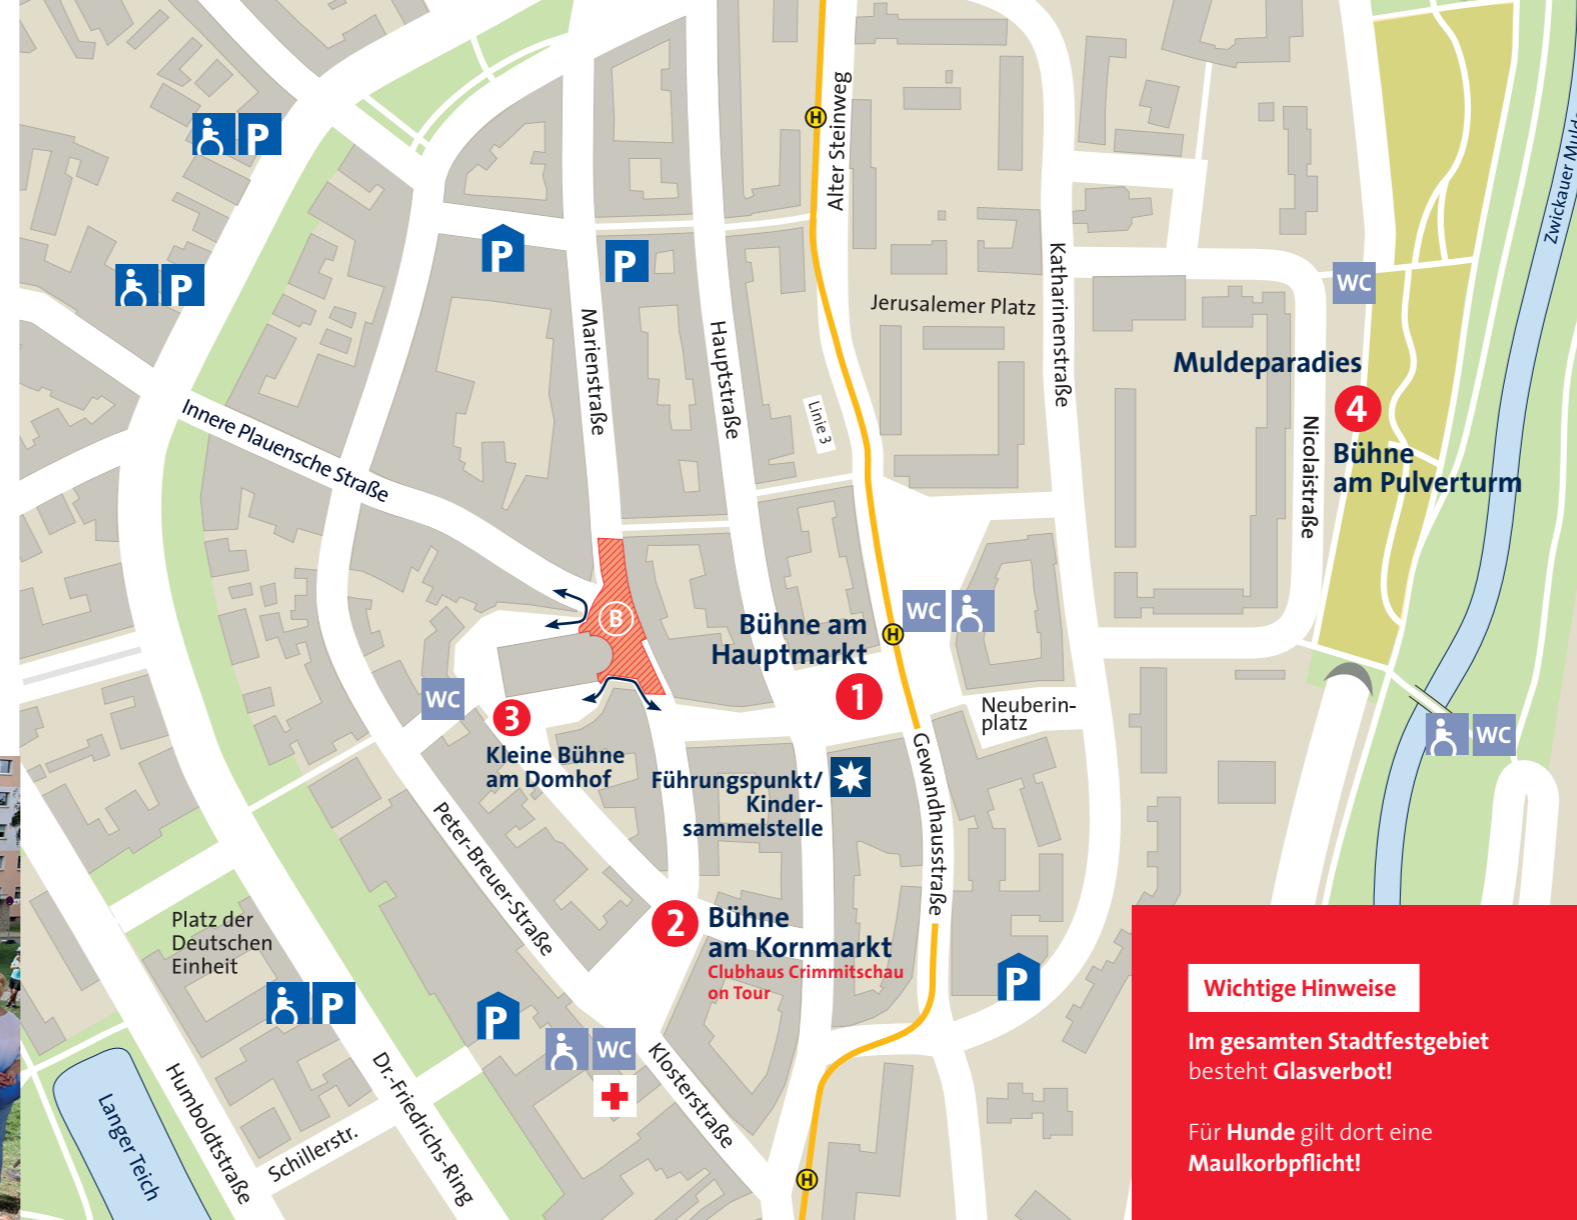 P
P
H
Alter Steinweg
P
P
P
WC
Zwickauer Mulde
Jerusalemer Platz
Katharinenstraße
Marienstraße
Hauptstraße
Linie 3
Muldeparadies
4
Bühne
am Pulverturm
Nicolaistraße
Innere Plauensche Straße
B
WC
H
Bühne am
Hauptmarkt
1
Neuberin-
platz
WC
3
Kleine Bühne
am Domhof
Führungspunkt/
Kinder-
sammelstelle
Gewandhausstraße
WC
Peter-Breuer-Straße
2
Bühne
am Kornmarkt
Clubhaus Crimmitschau
on Tour
Platz der
Deutschen
Einheit
P
P
P
WC
Klosterstraße
Humboldtstraße
Dr.-Friedrichs-Ring
Schillerstr.
Langer Teich
H
Wichtige Hinweise
Im gesamten Stadtfestgebiet
besteht Glasverbot!
Für Hunde gilt dort eine
Maulkorbpflicht!